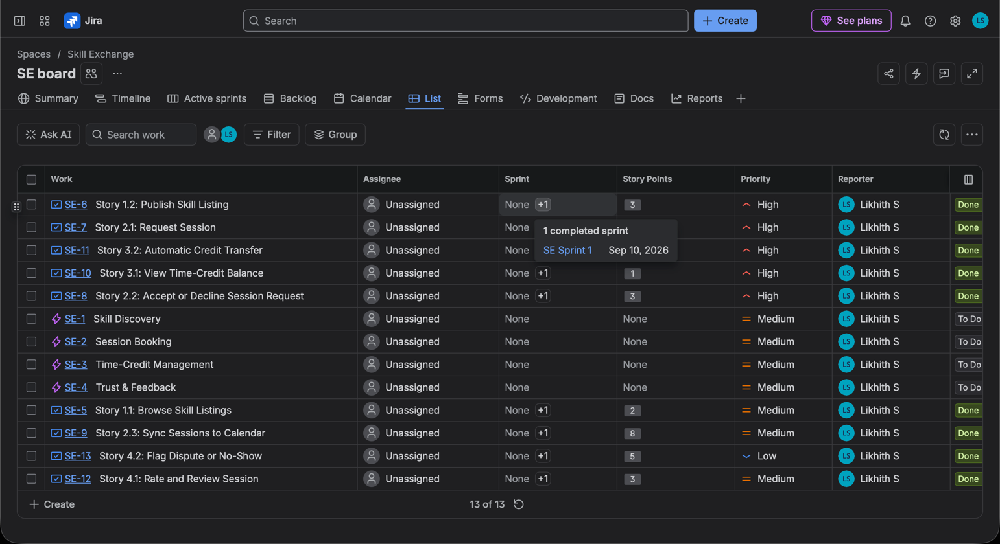 Jira
Search
Create
See plans
LS
Spaces / Skill Exchange
SE board
Summary Timeline Active sprints Backlog Calendar List Forms Development Docs Reports
Ask AI Search work LS Filter Group
Work Assignee Sprint Story Points Priority Reporter
SE-6 Story 1.2: Publish Skill Listing Unassigned None +1 3 High LS Likhith S Done
SE-7 Story 2.1: Request Session Unassigned None High LS Likhith S Done
1 completed sprint
SE-11 Story 3.2: Automatic Credit Transfer Unassigned None High LS Likhith S Done
SE Sprint 1 Sep 10, 2026
SE-10 Story 3.1: View Time-Credit Balance Unassigned None +1 1 High LS Likhith S Done
SE-8 Story 2.2: Accept or Decline Session Request Unassigned None +1 3 High LS Likhith S Done
SE-1 Skill Discovery Unassigned None None Medium LS Likhith S To Do
SE-2 Session Booking Unassigned None None Medium LS Likhith S To Do
SE-3 Time-Credit Management Unassigned None None Medium LS Likhith S To Do
SE-4 Trust & Feedback Unassigned None None Medium LS Likhith S To Do
SE-5 Story 1.1: Browse Skill Listings Unassigned None +1 2 Medium LS Likhith S Done
SE-9 Story 2.3: Sync Sessions to Calendar Unassigned None +1 8 Medium LS Likhith S Done
SE-13 Story 4.2: Flag Dispute or No-Show Unassigned None +1 5 Low LS Likhith S Done
SE-12 Story 4.1: Rate and Review Session Unassigned None +1 3 Medium LS Likhith S Done
Create 13 of 13